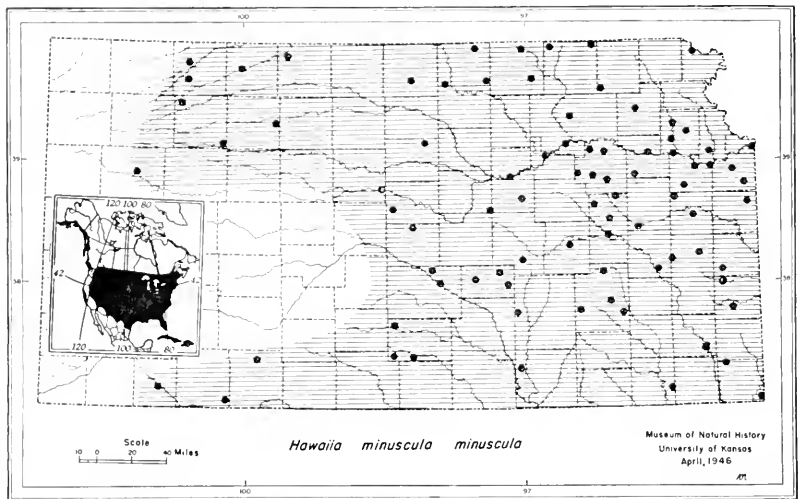 100 97
39 39
120 100 80
42
38 38
120 100 80
Scale
10 0 20 40 Miles
Hawaiia minuscula minuscula
Museum of Natural History
University of Kansas
April, 1946
100 97